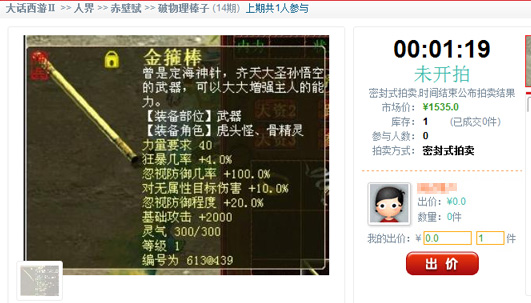 大话西游Ⅱ >> 人界 >> 赤壁赋 >> 破物理棒子 (14期) 上期共1人参与
金箍棒
曾是定海神针，齐天大圣孙悟空
的武器，可以大大增强主人的能
力。
【装备部位】武器
【装备角色】虎头怪、骨精灵
力量要求 40
狂暴几率 +4.0%
忽视防御几率 +100.0%
对无属性目标伤害 +10.0%
忽视防御程度 +20.0%
基础攻击 +2000
灵气 300/300
等级 1
编号为 613@439
00:01:19
未开拍
密封式拍卖,时间结束公布拍卖结果
市场价： ¥1535.0
库存： 1 （已成交0件）
参与人数： 0
拍卖方式： 密封式拍卖
出价： ¥0.0
数量： 0件
我的出价： ¥ 0.0 1 件
出 价